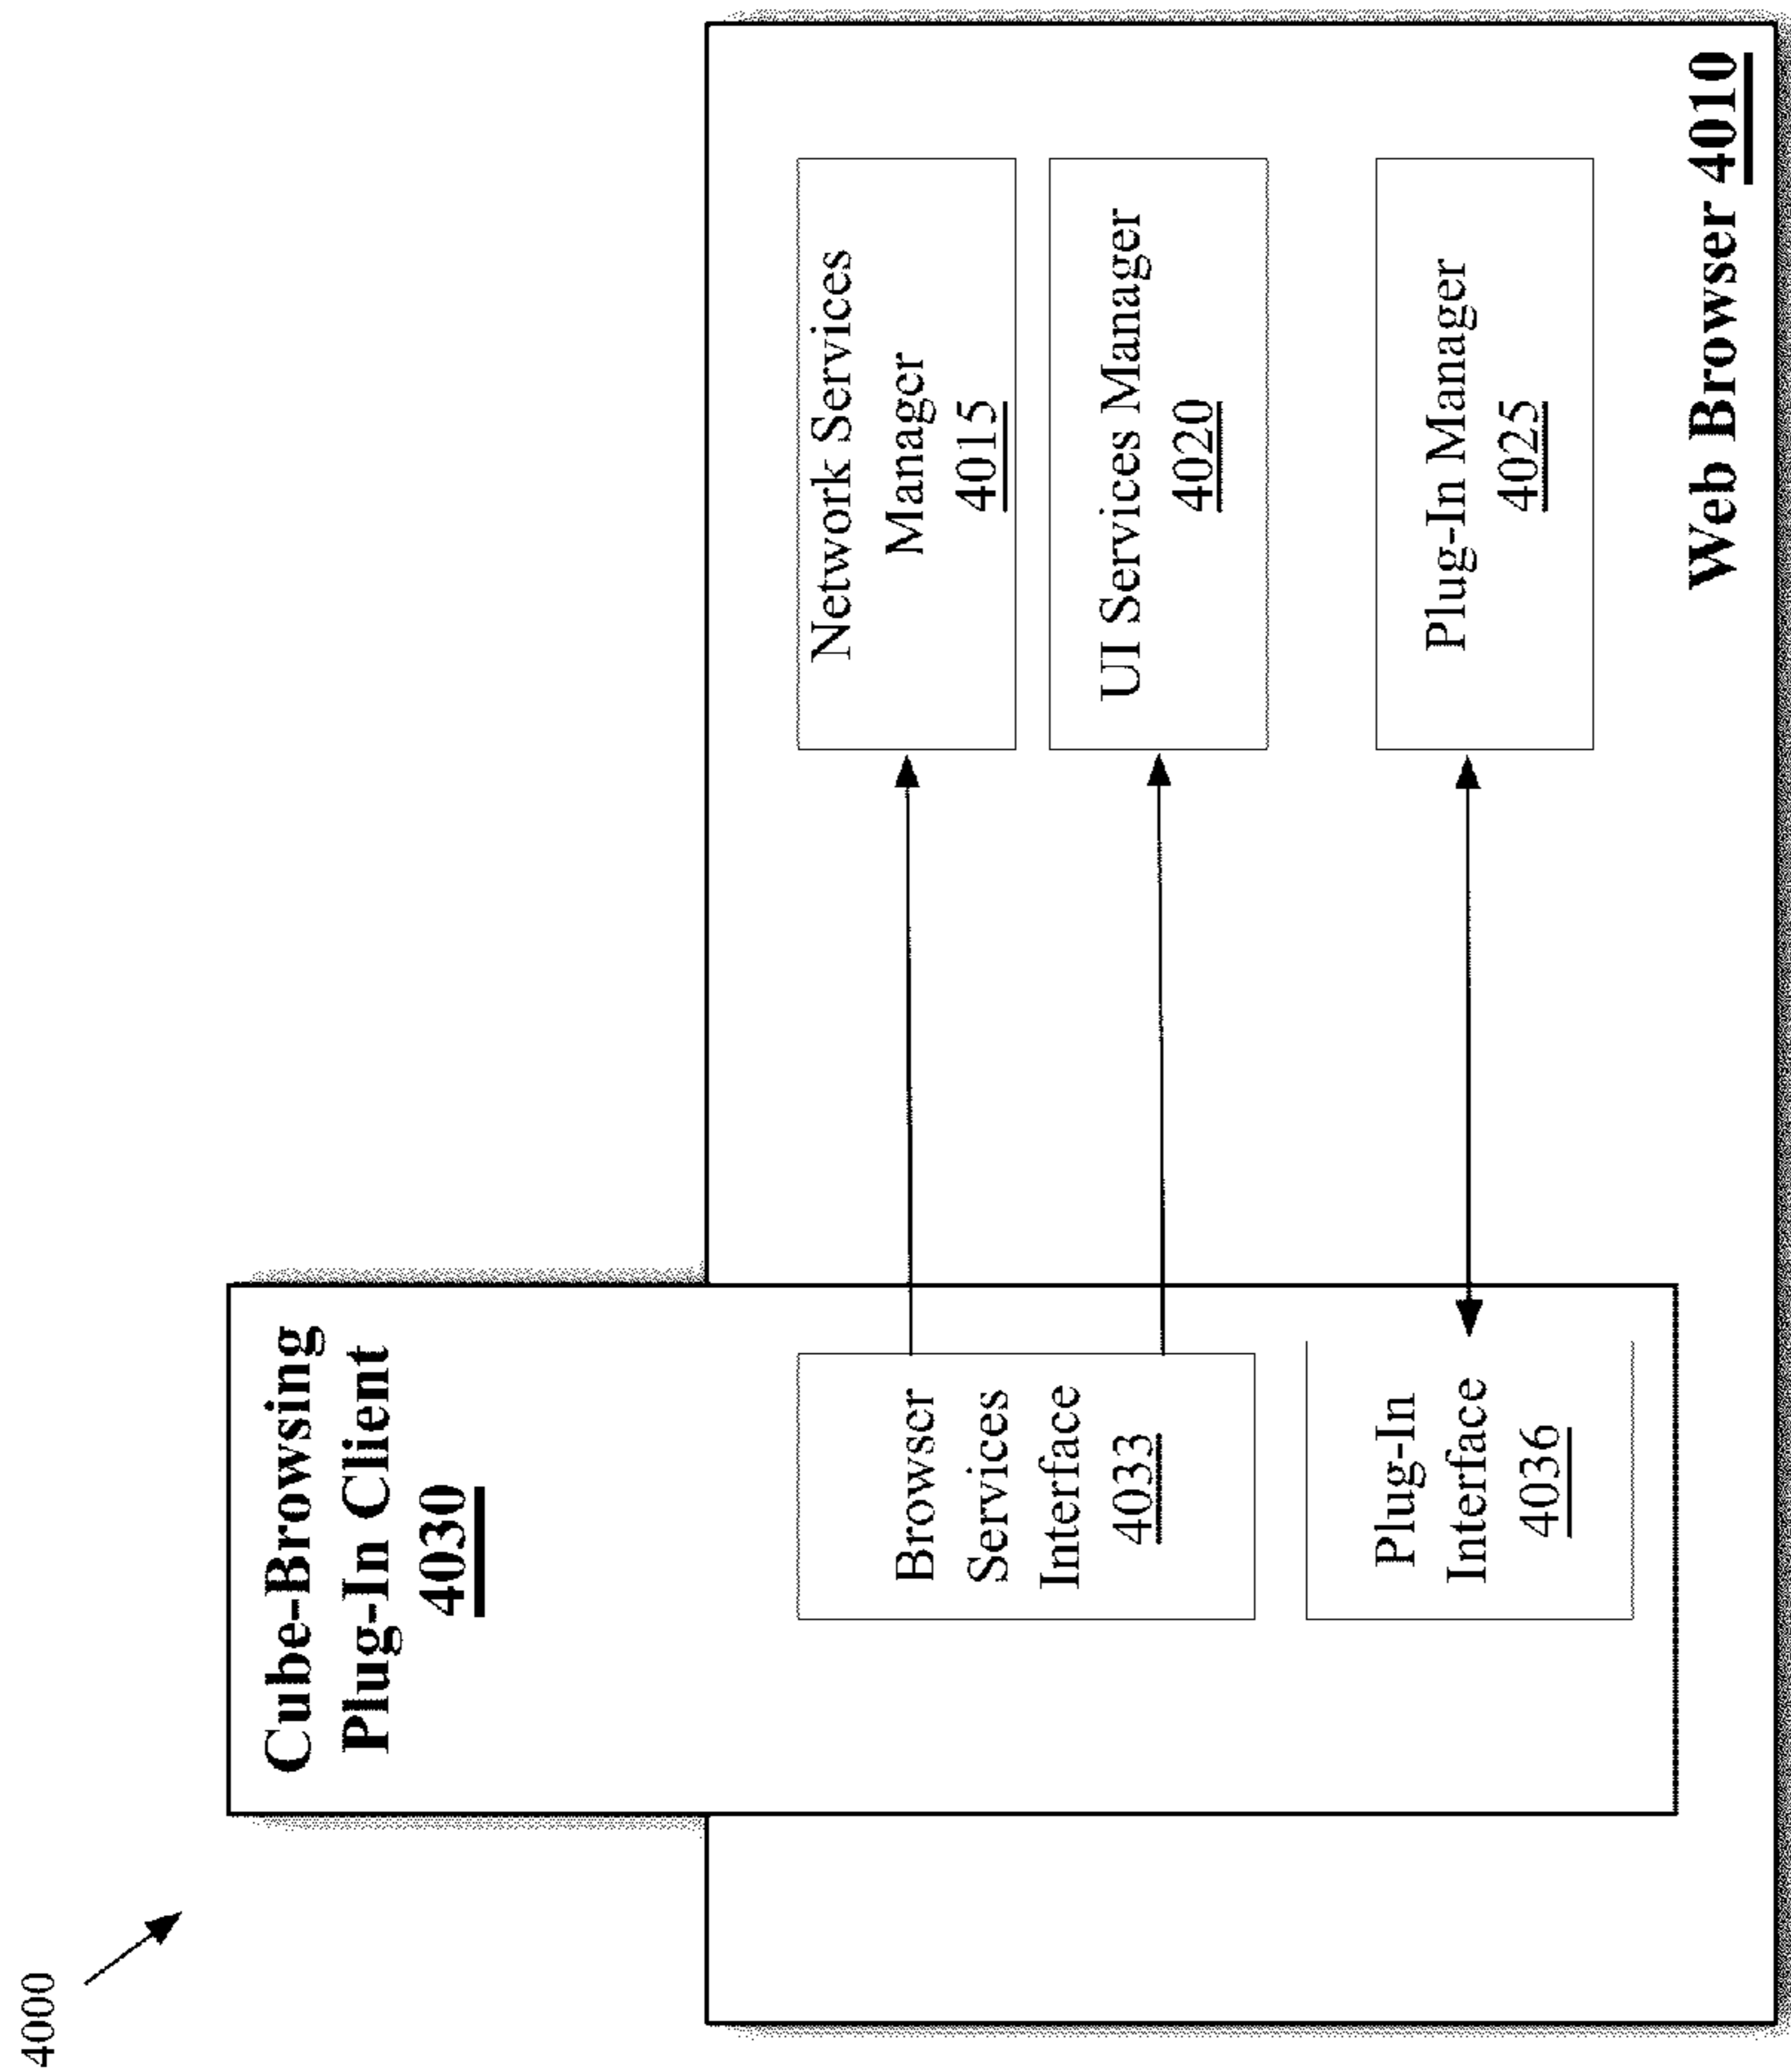 4000
Cube-Browsing
Plug-In Client
4030
Browser
Services
Interface
4033
Plug-In
Interface
4036
Network Services
Manager
4015
UI Services Manager
4020
Plug-In Manager
4025
Web Browser 4010